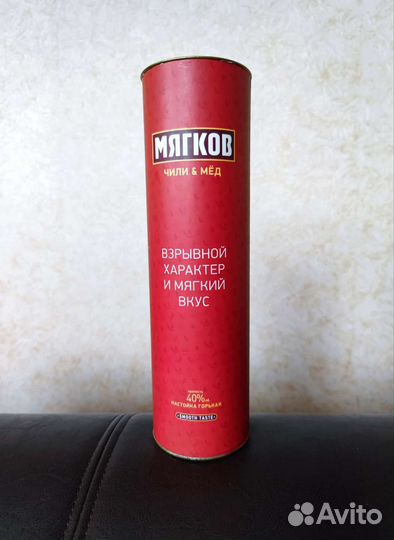 МЯГКОВ
ЧИЛИ & МЁД
ВЗРЫВНОЙ
ХАРАКТЕР
И МЯГКИЙ
ВКУС
40%
НАСТОЙКА ГОРЬКАЯ
SMOOTH TASTE
Avito